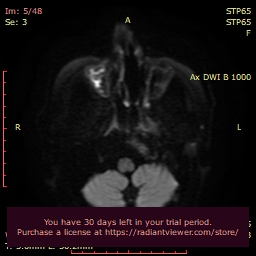 Im: 5/48
Se: 3
STP65
STP65
F
A
Ax DWI B 1000
R
L
You have 30 days left in your trial period.
Purchase a license at https://radiantviewer.com/store/